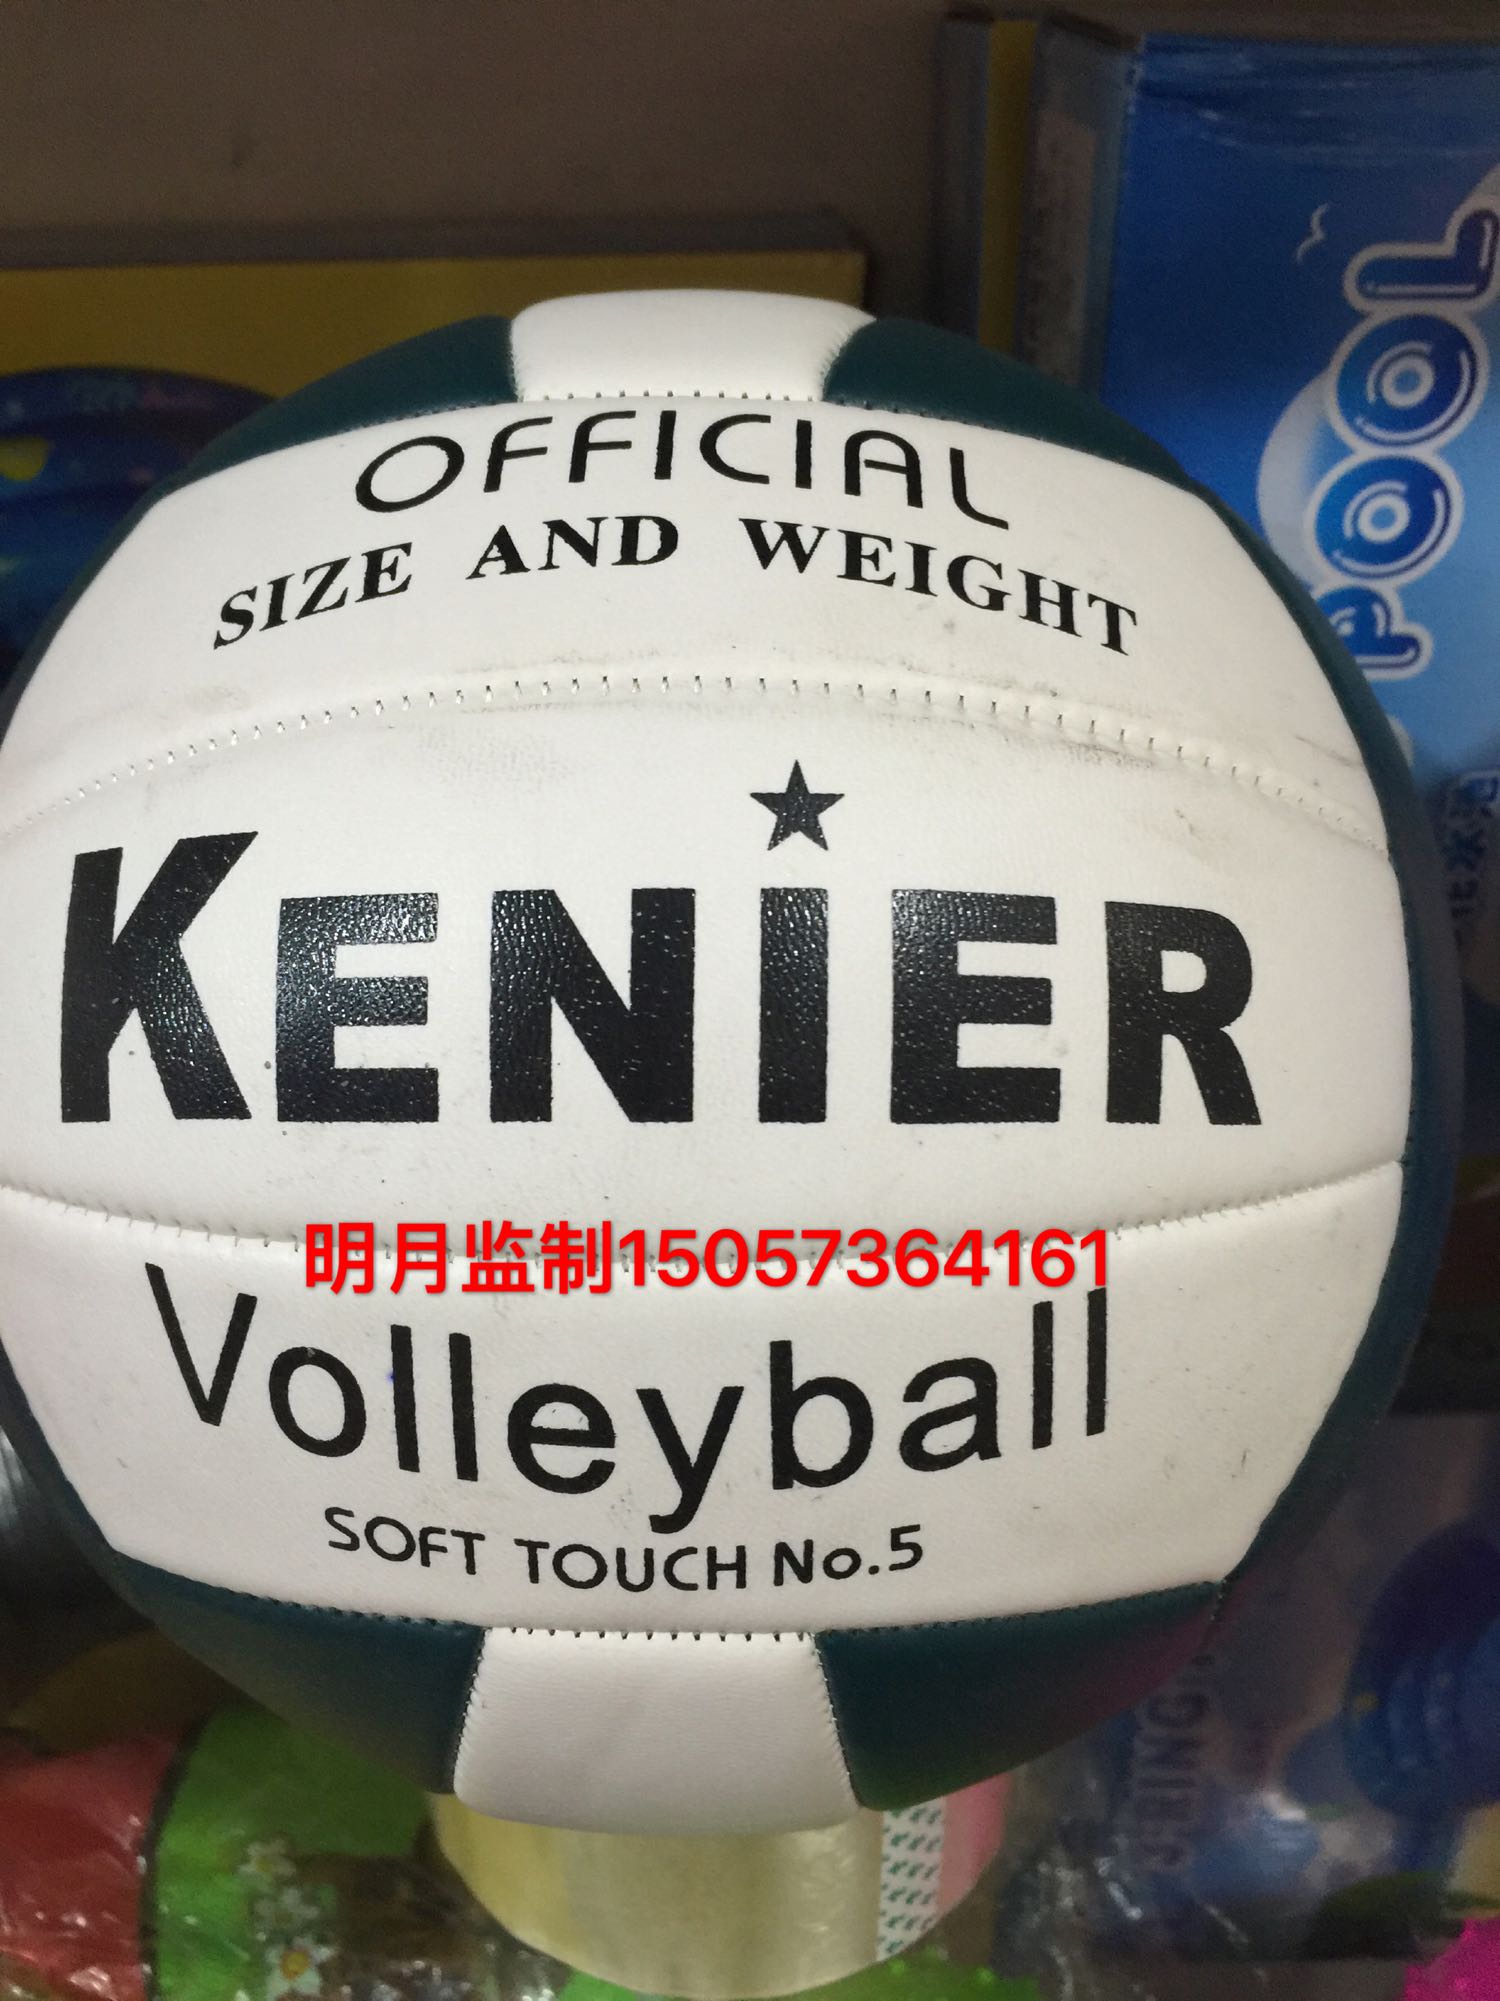 OFFICIAL
SIZE AND WEIGHT
KENIER
明月监制15057364161
Volleyball
SOFT TOUCH No.5
POOL